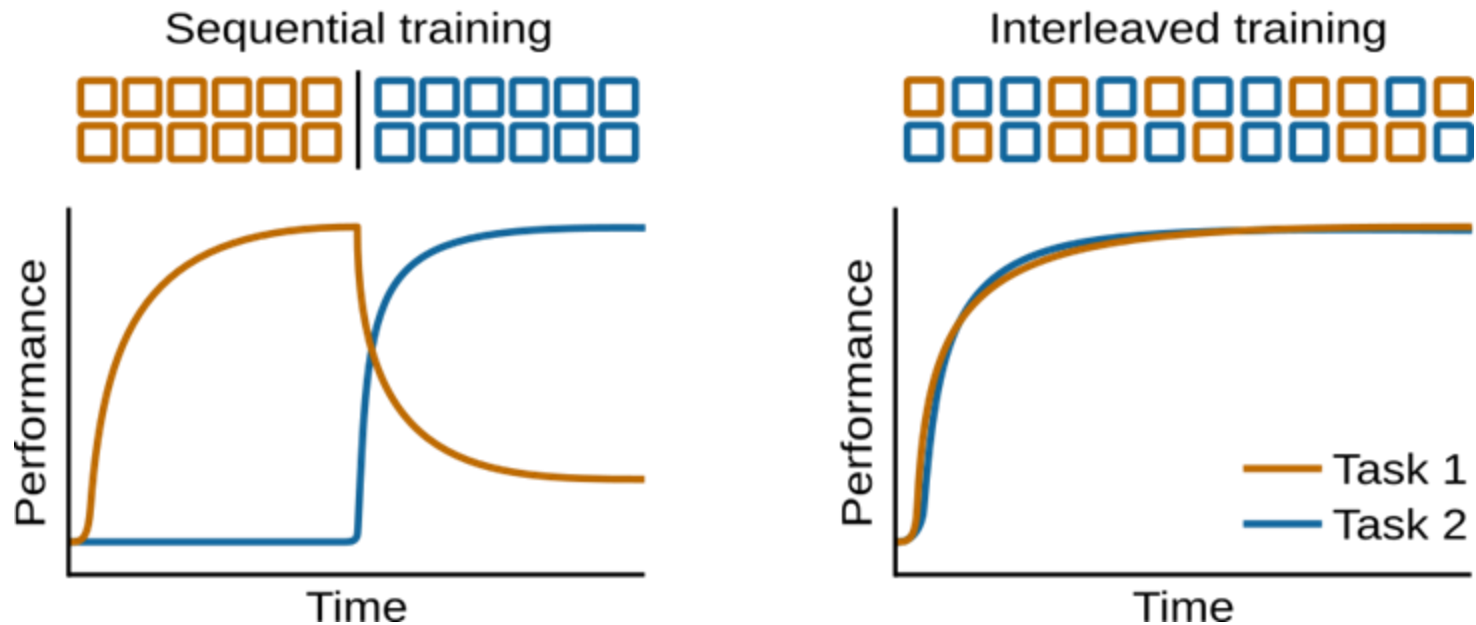 Sequential training
Performance
Time
Interleaved training
Performance
Task 1
Task 2
Time